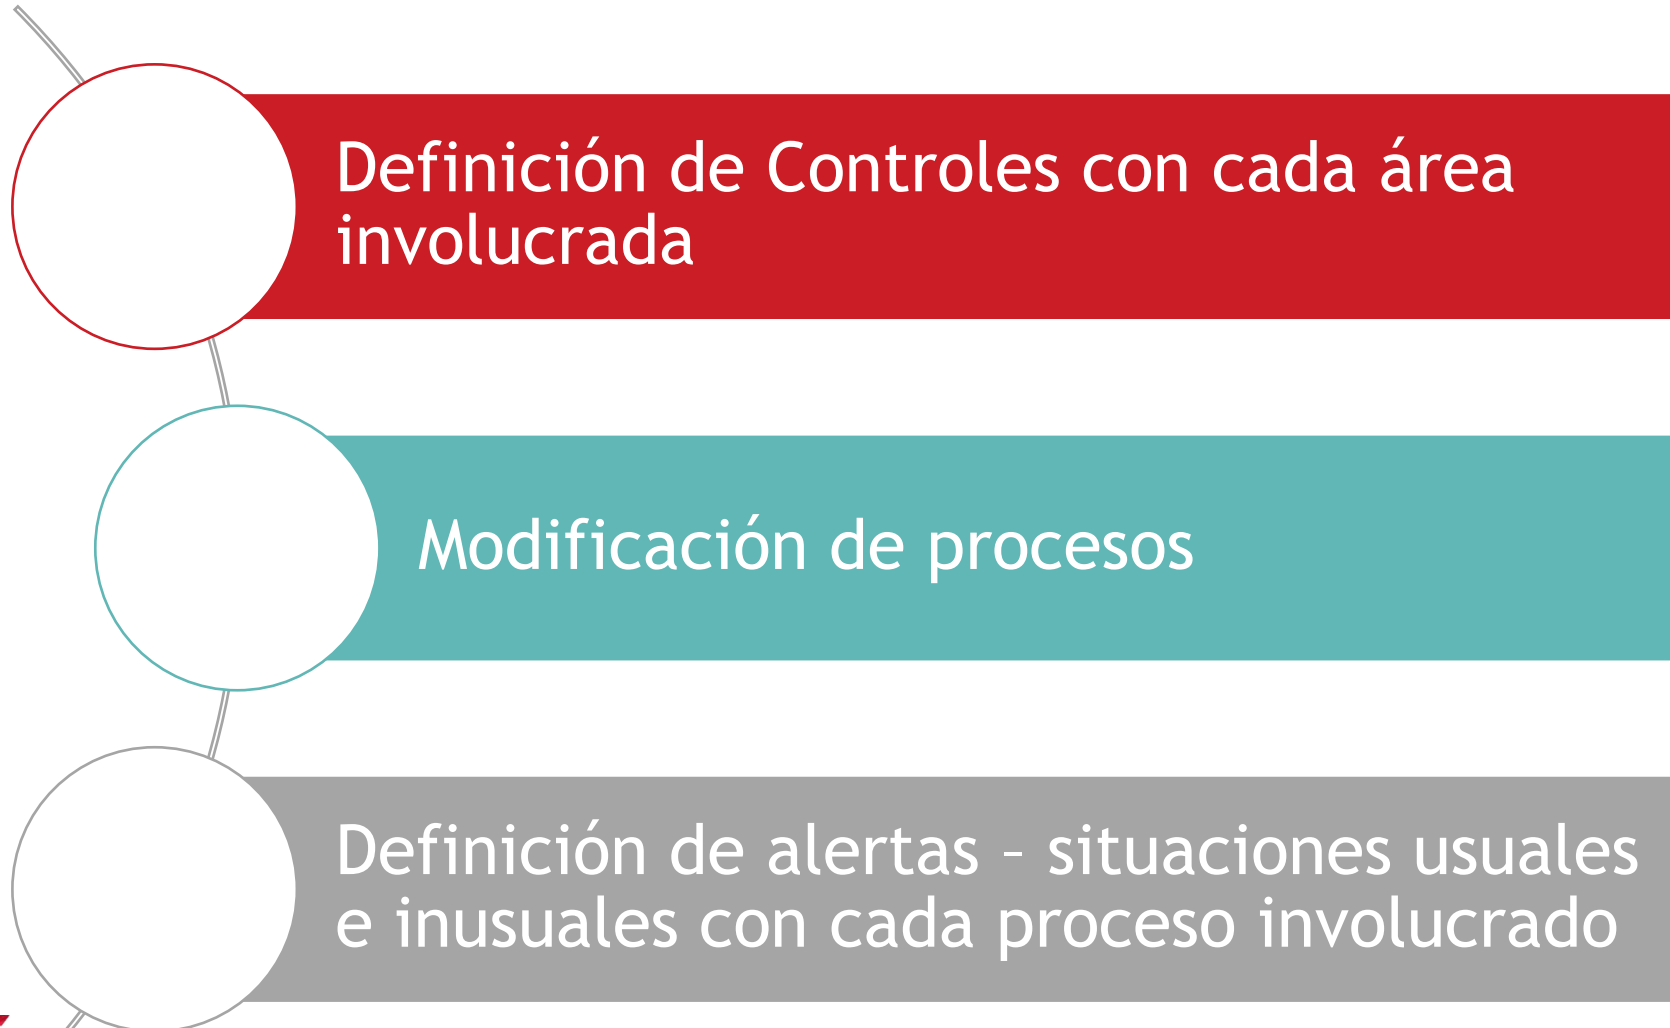 Definición de Controles con cada área
involucrada
Modificación de procesos
Definición de alertas – situaciones usuales
e inusuales con cada proceso involucrado